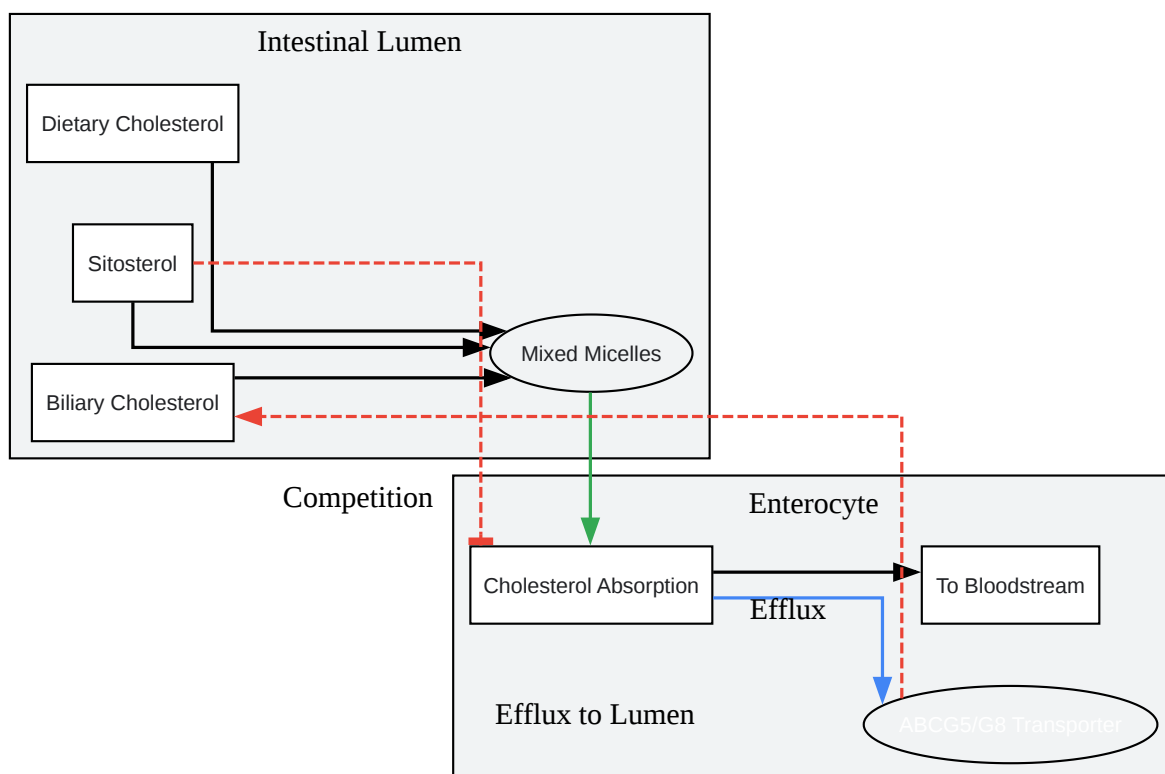 Intestinal Lumen
Dietary Cholesterol
Sitosterol
Mixed Micelles
Biliary Cholesterol
Competition
Enterocyte
Cholesterol Absorption
To Bloodstream
Efflux
Efflux to Lumen
ABCG5/G8 Transporter